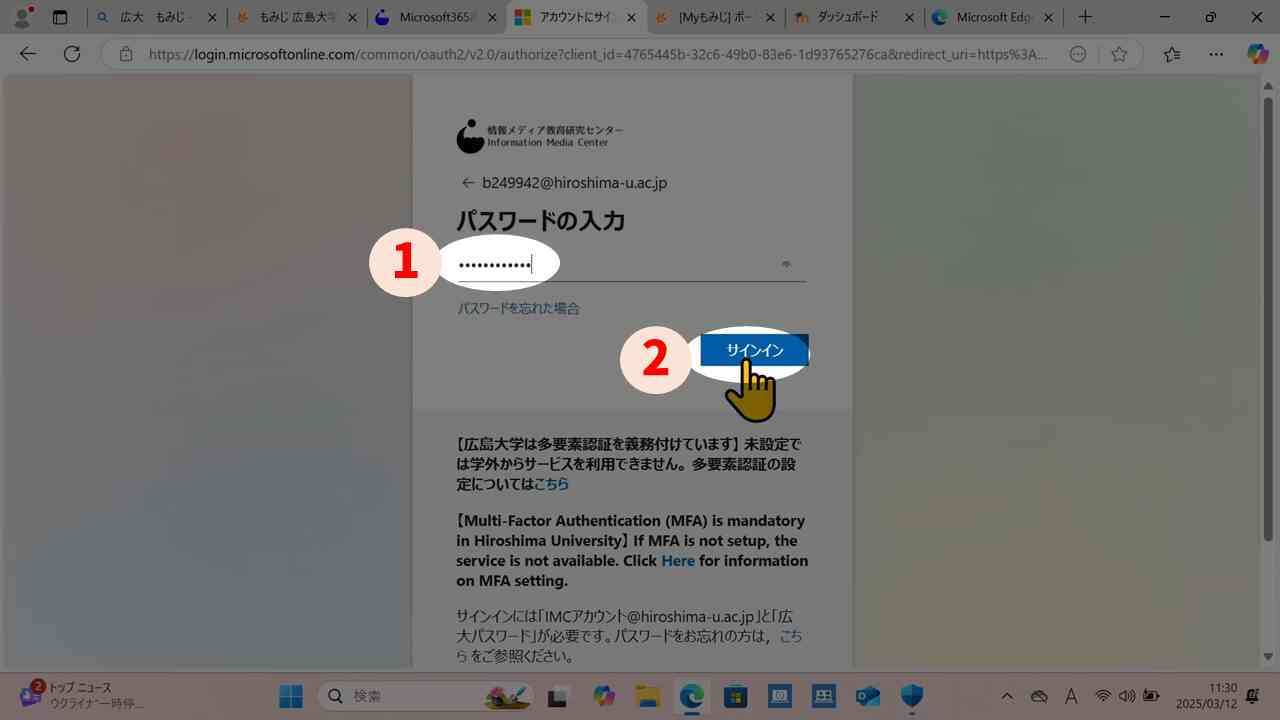 広大 もみじ -
もみじ 広島大学
Microsoft365
アカウントにサイン
[Myもみじ] ポー
ダッシュボード
Microsoft Edg
https://login.microsoftonline.com/common/oauth2/v2.0/authorize?client_id=4765445b-32c6-49b0-83e6-1d93765276ca&redirect_uri=https%3A...
情報メディア教育研究センター
Information Media Center
← b249942@hiroshima-u.ac.jp
パスワードの入力
1
••••••••••••
パスワードを忘れた場合
2
サインイン
【広島大学は多要素認証を義務付けています】 未設定で
は学外からサービスを利用できません。多要素認証の設
定についてはこちら
【Multi-Factor Authentication (MFA) is mandatory
in Hiroshima University】 If MFA is not setup, the
service is not available. Click Here for information
on MFA setting.
サインインには「IMCアカウント@hiroshima-u.ac.jp」と「広
大パスワード」が必要です。パスワードをお忘れの方は，こち
らをご参照ください。
2
トップ ニュース
ウクライナ"一時停...
検索
A
11:30
2025/03/12